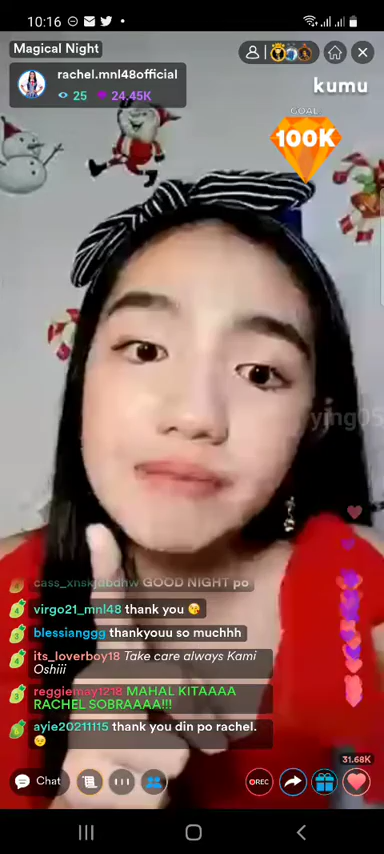 10:16
Magical Night
rachel.mnl48official
25 24.45K
kumu
GOAL
100K
ying05
GOOD NIGHT po
virgo21_mnl48 thank you
blessianggg thankyouu so muchhh
its_loverboy18 Take care always Kami
Oshiii
reggiemay1218 MAHAL KITAAAA
RACHEL SOBRAAAA!!!
ayie20211115 thank you din po rachel.
31.68K
Chat
REC